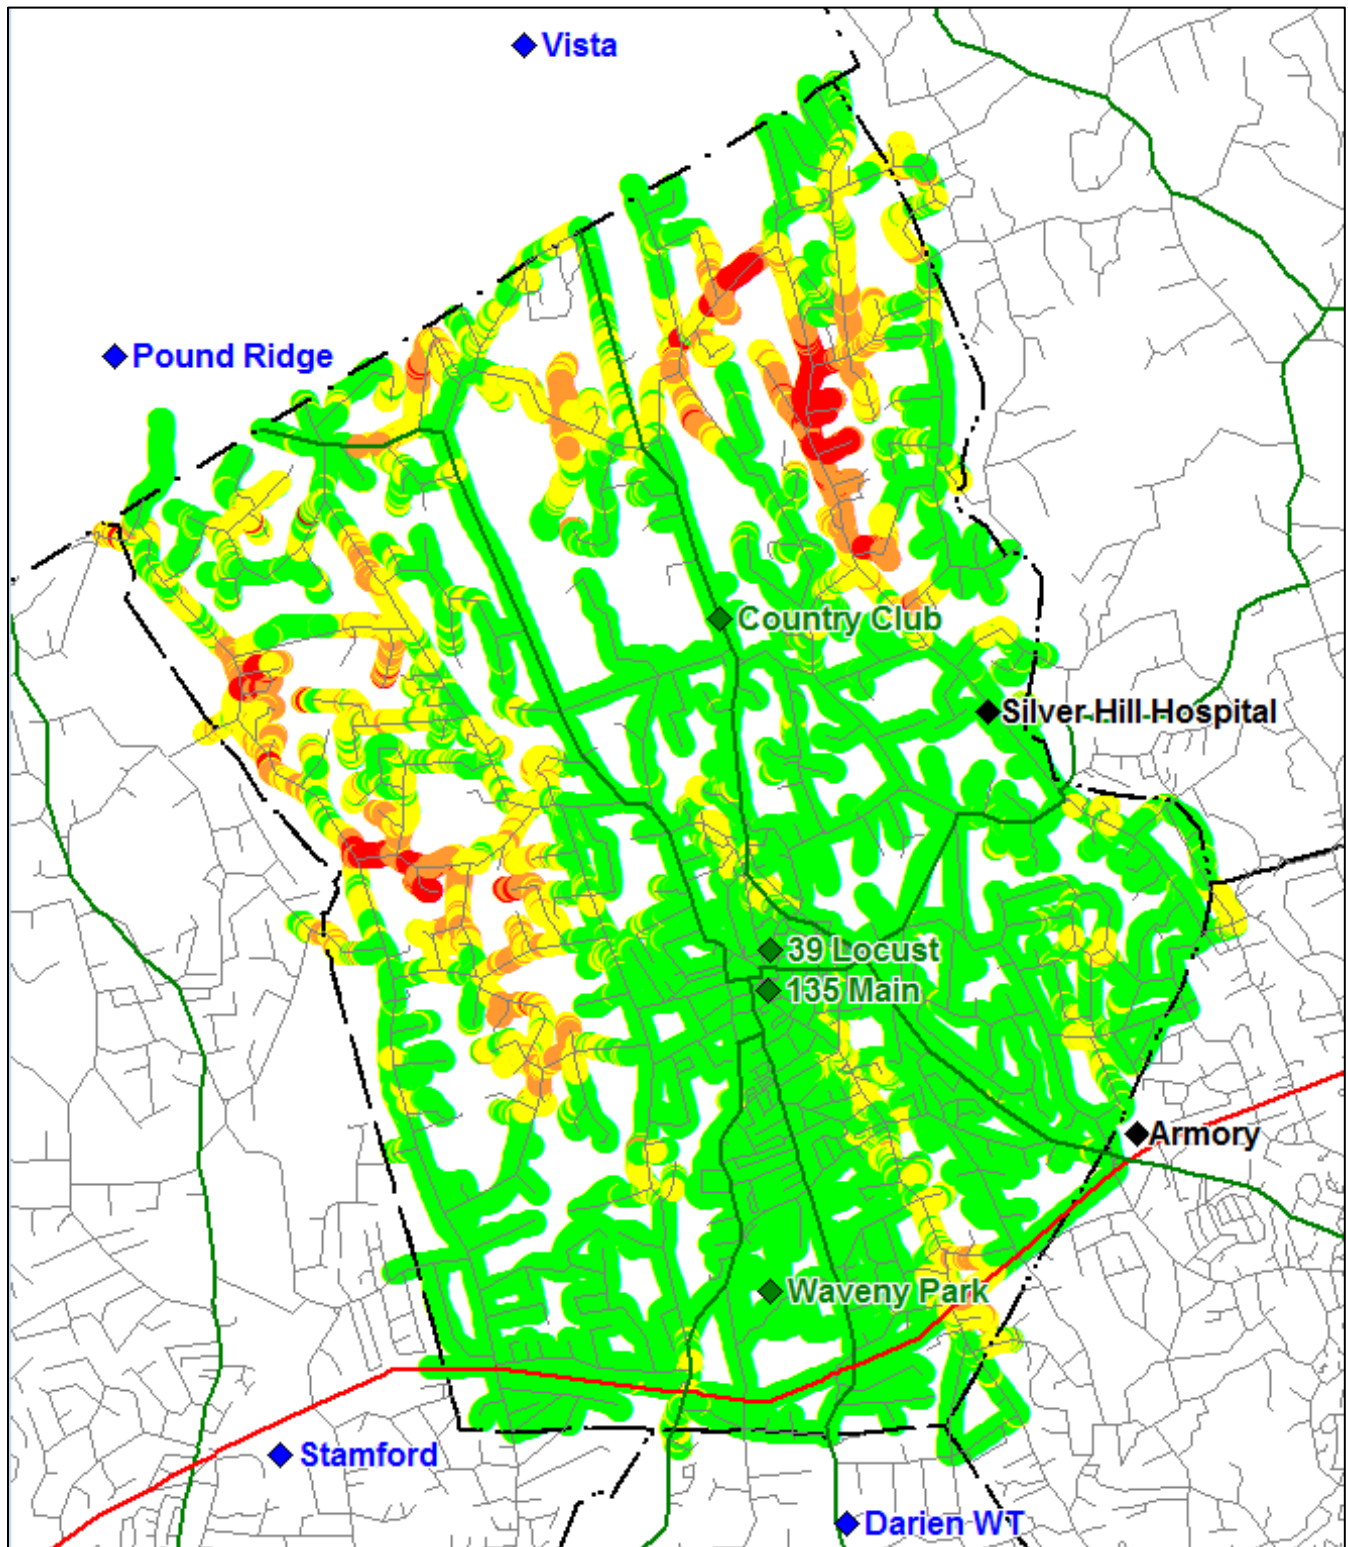 Vista
Pound Ridge
Country Club
Silver Hill Hospital
39 Locust
135 Main
Armory
Waveny Park
Stamford
Darien WT